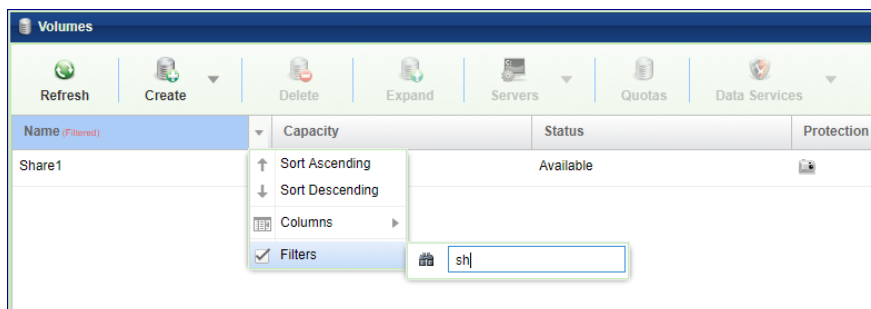 Volumes
Refresh Create Delete Expand Servers Quotas Data Services
Name (Filtered) Capacity Status Protection
Share1 Available
Sort Ascending
Sort Descending
Columns
Filters sh